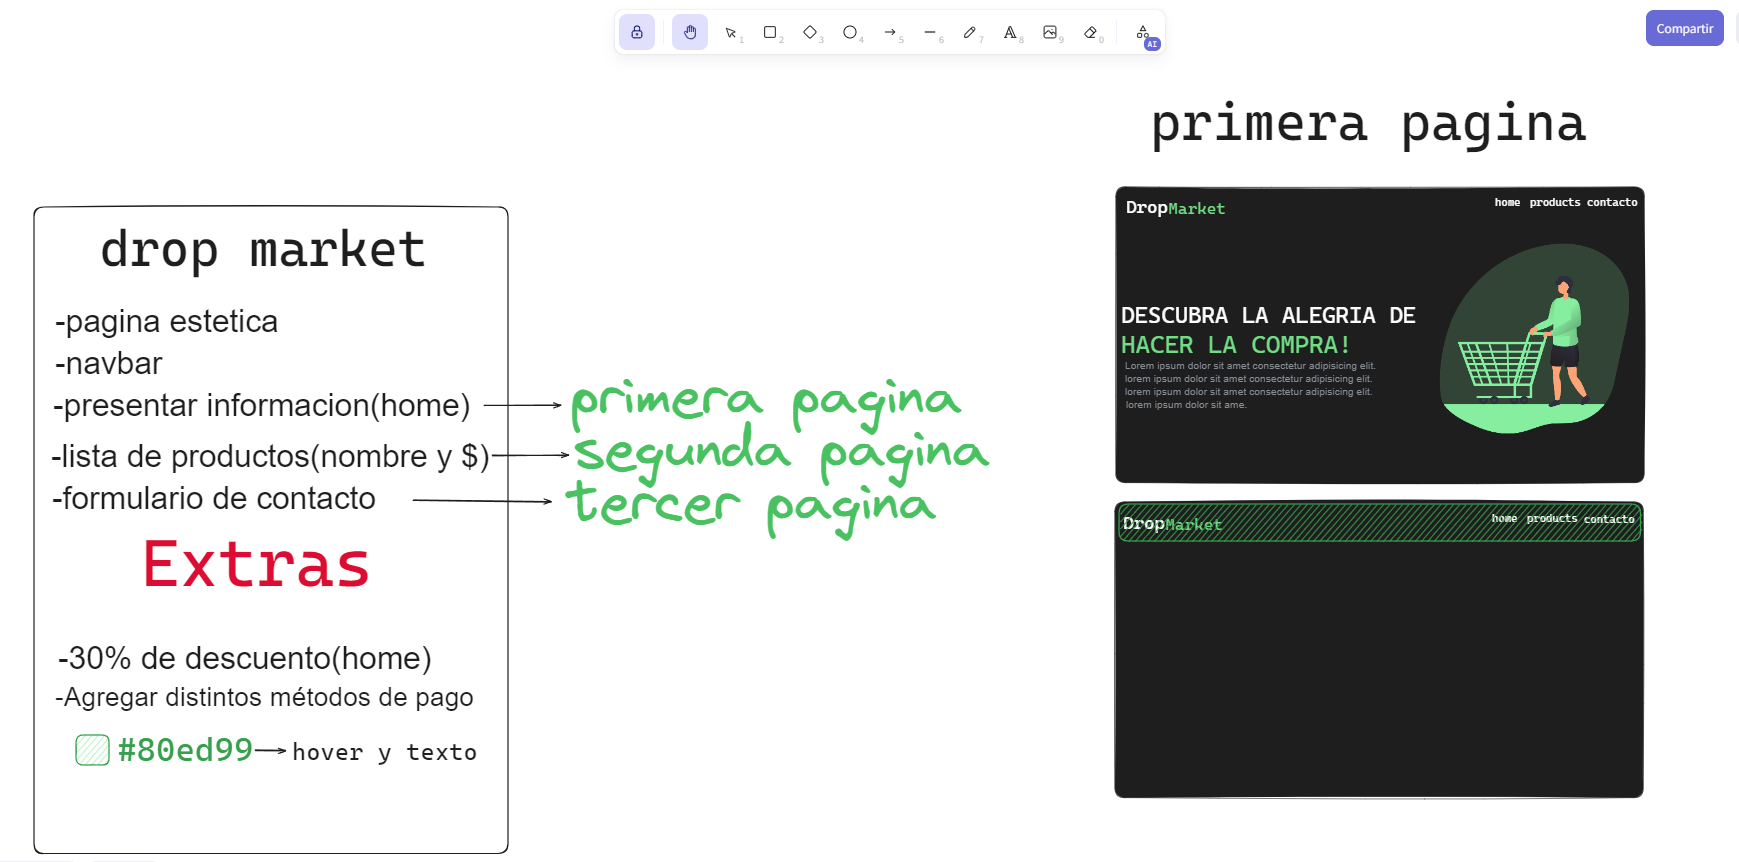 1
2
3
4
5
6
7
8
9
0
AI
Compartir
drop market
-pagina estetica
-navbar
-presentar informacion(home)
-lista de productos(nombre y $)
-formulario de contacto
Extras
-30% de descuento(home)
-Agregar distintos métodos de pago
#80ed99
hover y texto
primera pagina
segunda pagina
tercer pagina
primera pagina
DropMarket
home products contacto
DESCUBRA LA ALEGRIA DE
HACER LA COMPRA!
Lorem ipsum dolor sit amet consectetur adipisicing elit.
lorem ipsum dolor sit amet consectetur adipisicing elit.
lorem ipsum dolor sit amet consectetur adipisicing elit.
lorem ipsum dolor sit ame.
DropMarket
home products contacto